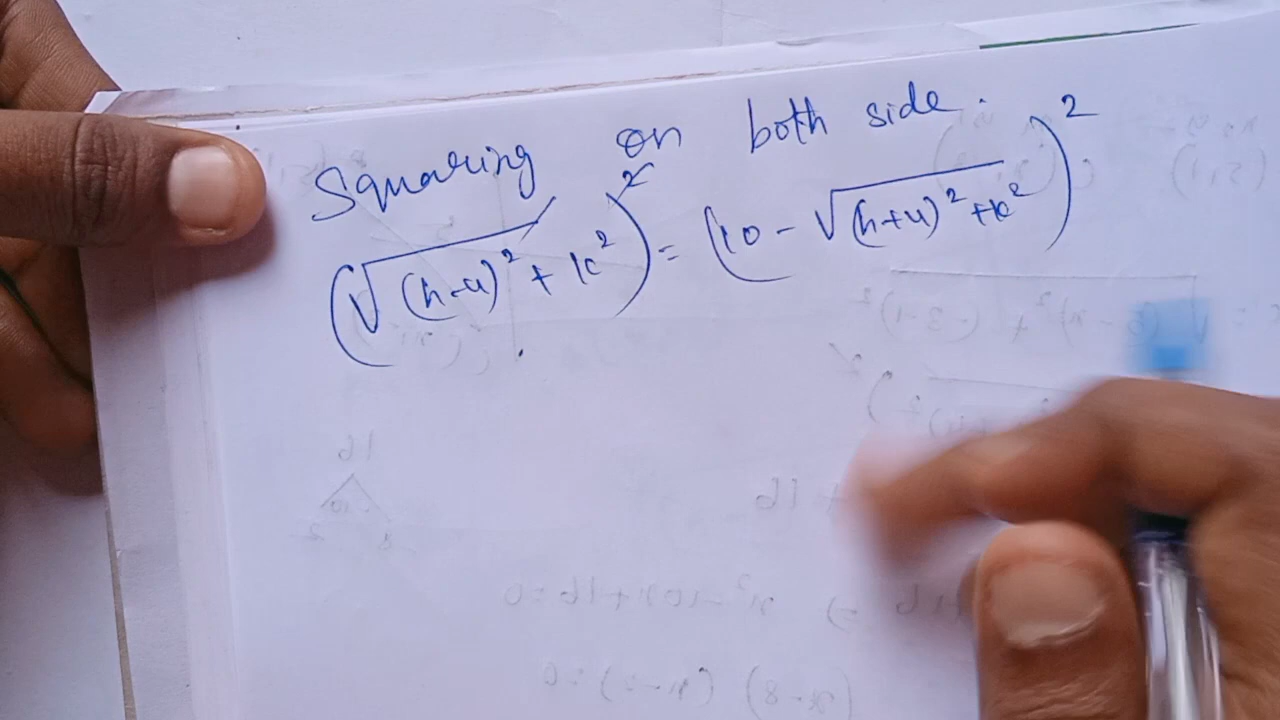 Squaring on both side.
(√(h-4)² + k²)² = (10 - √(h+4)² + k²)²